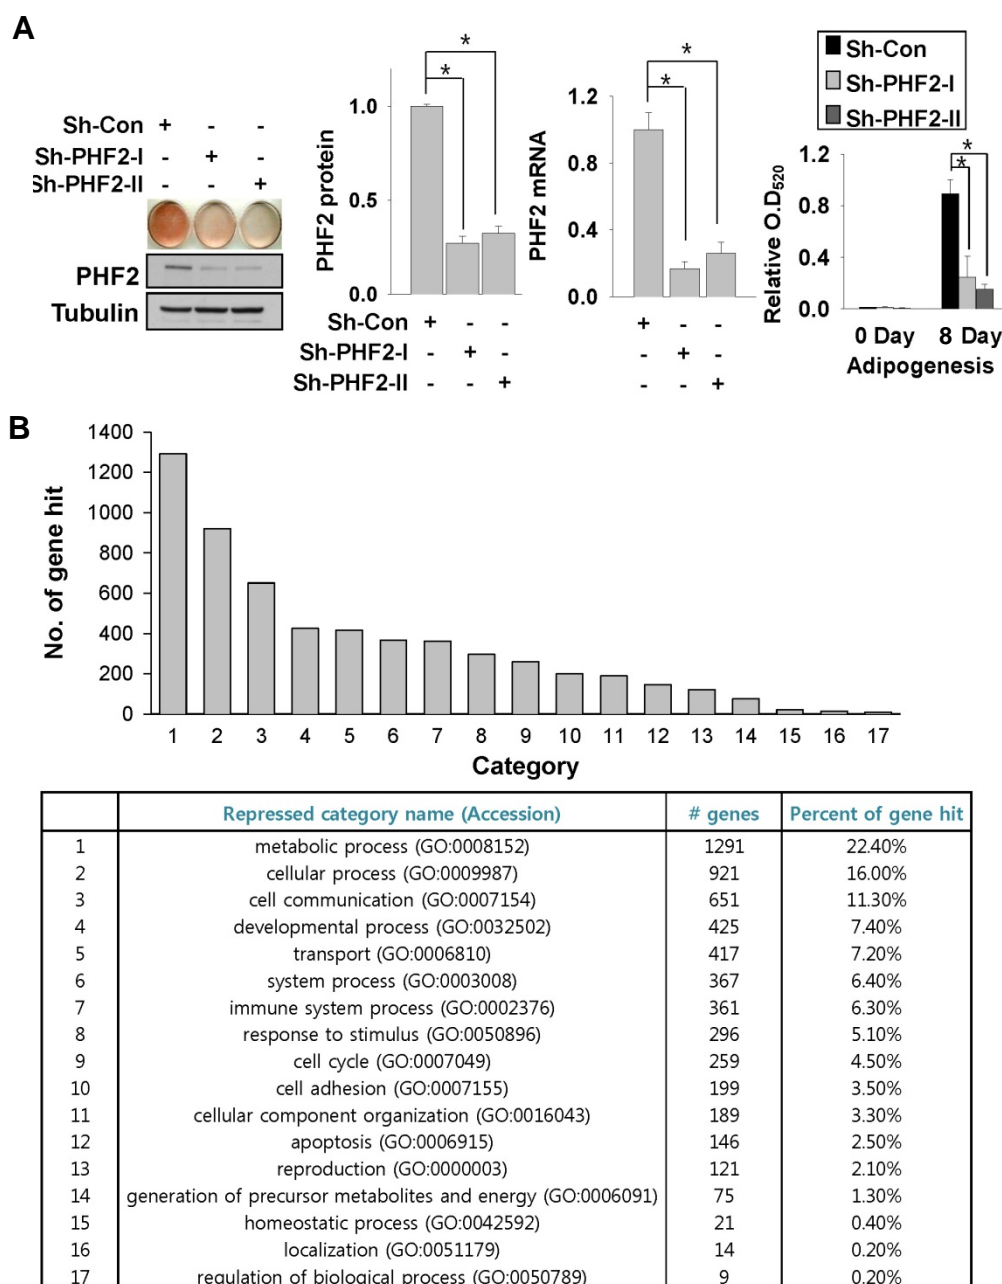 A
Sh-Con + - -
Sh-PHF2-I - + -
Sh-PHF2-II - - +
PHF2
Tubulin
PHF2 protein
1.0
0.5
0.0
* *
Sh-Con + - -
Sh-PHF2-I - + -
Sh-PHF2-II - - +
PHF2 mRNA
1.2
0.8
0.4
0.0
* *
+ - -
- + -
- - +
Sh-Con
Sh-PHF2-I
Sh-PHF2-II
Relative O.D520
1.2
0.8
0.4
0.0
* *
0 Day 8 Day
Adipogenesis
B
No. of gene hit
1400
1200
1000
800
600
400
200
0
1 2 3 4 5 6 7 8 9 10 11 12 13 14 15 16 17
Category
Repressed category name (Accession) # genes Percent of gene hit
1 metabolic process (GO:0008152) 1291 22.40%
2 cellular process (GO:0009987) 921 16.00%
3 cell communication (GO:0007154) 651 11.30%
4 developmental process (GO:0032502) 425 7.40%
5 transport (GO:0006810) 417 7.20%
6 system process (GO:0003008) 367 6.40%
7 immune system process (GO:0002376) 361 6.30%
8 response to stimulus (GO:0050896) 296 5.10%
9 cell cycle (GO:0007049) 259 4.50%
10 cell adhesion (GO:0007155) 199 3.50%
11 cellular component organization (GO:0016043) 189 3.30%
12 apoptosis (GO:0006915) 146 2.50%
13 reproduction (GO:0000003) 121 2.10%
14 generation of precursor metabolites and energy (GO:0006091) 75 1.30%
15 homeostatic process (GO:0042592) 21 0.40%
16 localization (GO:0051179) 14 0.20%
17 regulation of biological process (GO:0050789) 9 0.20%